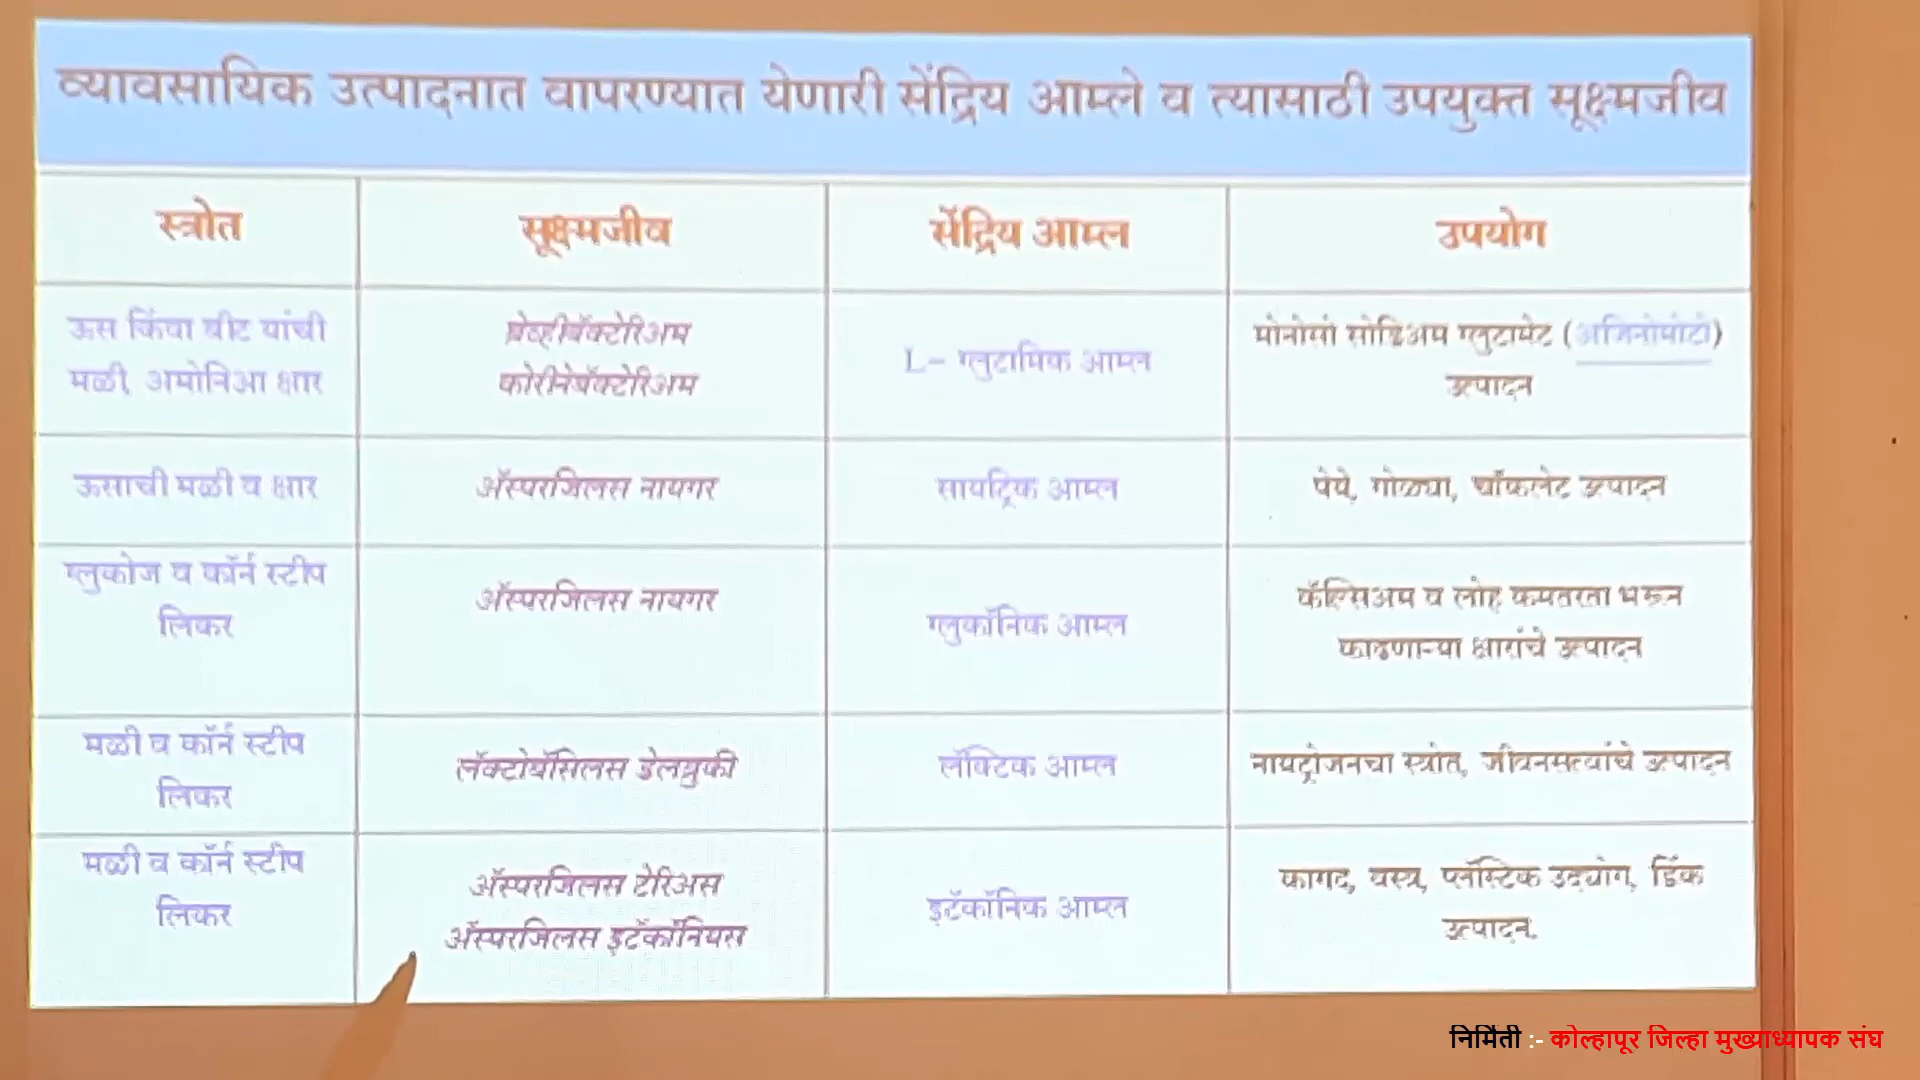 व्यावसायिक उत्पादनात वापरण्यात येणारी सेंद्रिय आम्ले व त्यासाठी उपयुक्त सूक्ष्मजीव
स्त्रोत
सूक्ष्मजीव
सेंद्रिय आम्ल
उपयोग
ऊस किंवा बीट यांची
मळी, अमोनिआ क्षार
ब्रेव्हीबॅक्टेरिअम
कोरीनेबॅक्टेरिअम
L- ग्लुटामिक आम्ल
मोनोसो सोडिअम ग्लुटामेट (अजिनोमोटो)
उत्पादन
ऊसाची मळी व क्षार
ॲस्परजिलस नायगर
सायट्रिक आम्ल
पेये, गोळ्या, चॉकलेट उत्पादन
ग्लुकोज व कॉर्न स्टीप
लिकर
ॲस्परजिलस नायगर
ग्लुकॉनिक आम्ल
कॅल्सिअम व लोह कमतरता भरून
काढणाऱ्या क्षारांचे उत्पादन
मळी व कॉर्न स्टीप
लिकर
लॅक्टोबॅसिलस डेलब्रुकी
लॅक्टिक आम्ल
नायट्रोजनचा स्त्रोत, जीवनसत्वांचे उत्पादन
मळी व कॉर्न स्टीप
लिकर
ॲस्परजिलस टेरिअस
ॲस्परजिलस इटॅकॉनियस
इटॅकॉनिक आम्ल
कागद, वस्त्र, प्लॅस्टिक उद्योग, डिंक
उत्पादन.
निर्मिती :- कोल्हापूर जिल्हा मुख्याध्यापक संघ